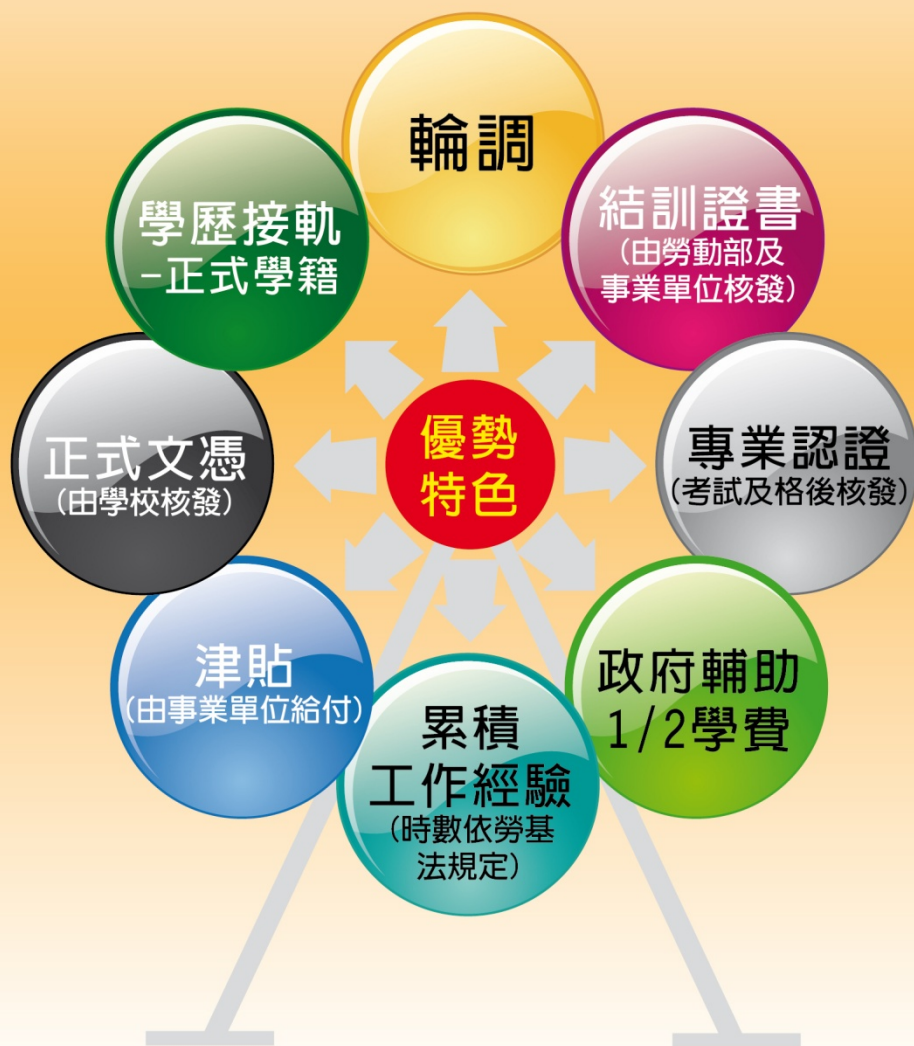 輪調
結訓證書
(由勞動部及
事業單位核發)
專業認證
(考試及格後核發)
政府輔助
1/2學費
累積
工作經驗
(時數依勞基
法規定)
津貼
(由事業單位給付)
正式文憑
(由學校核發)
學歷接軌
-正式學籍
優勢
特色